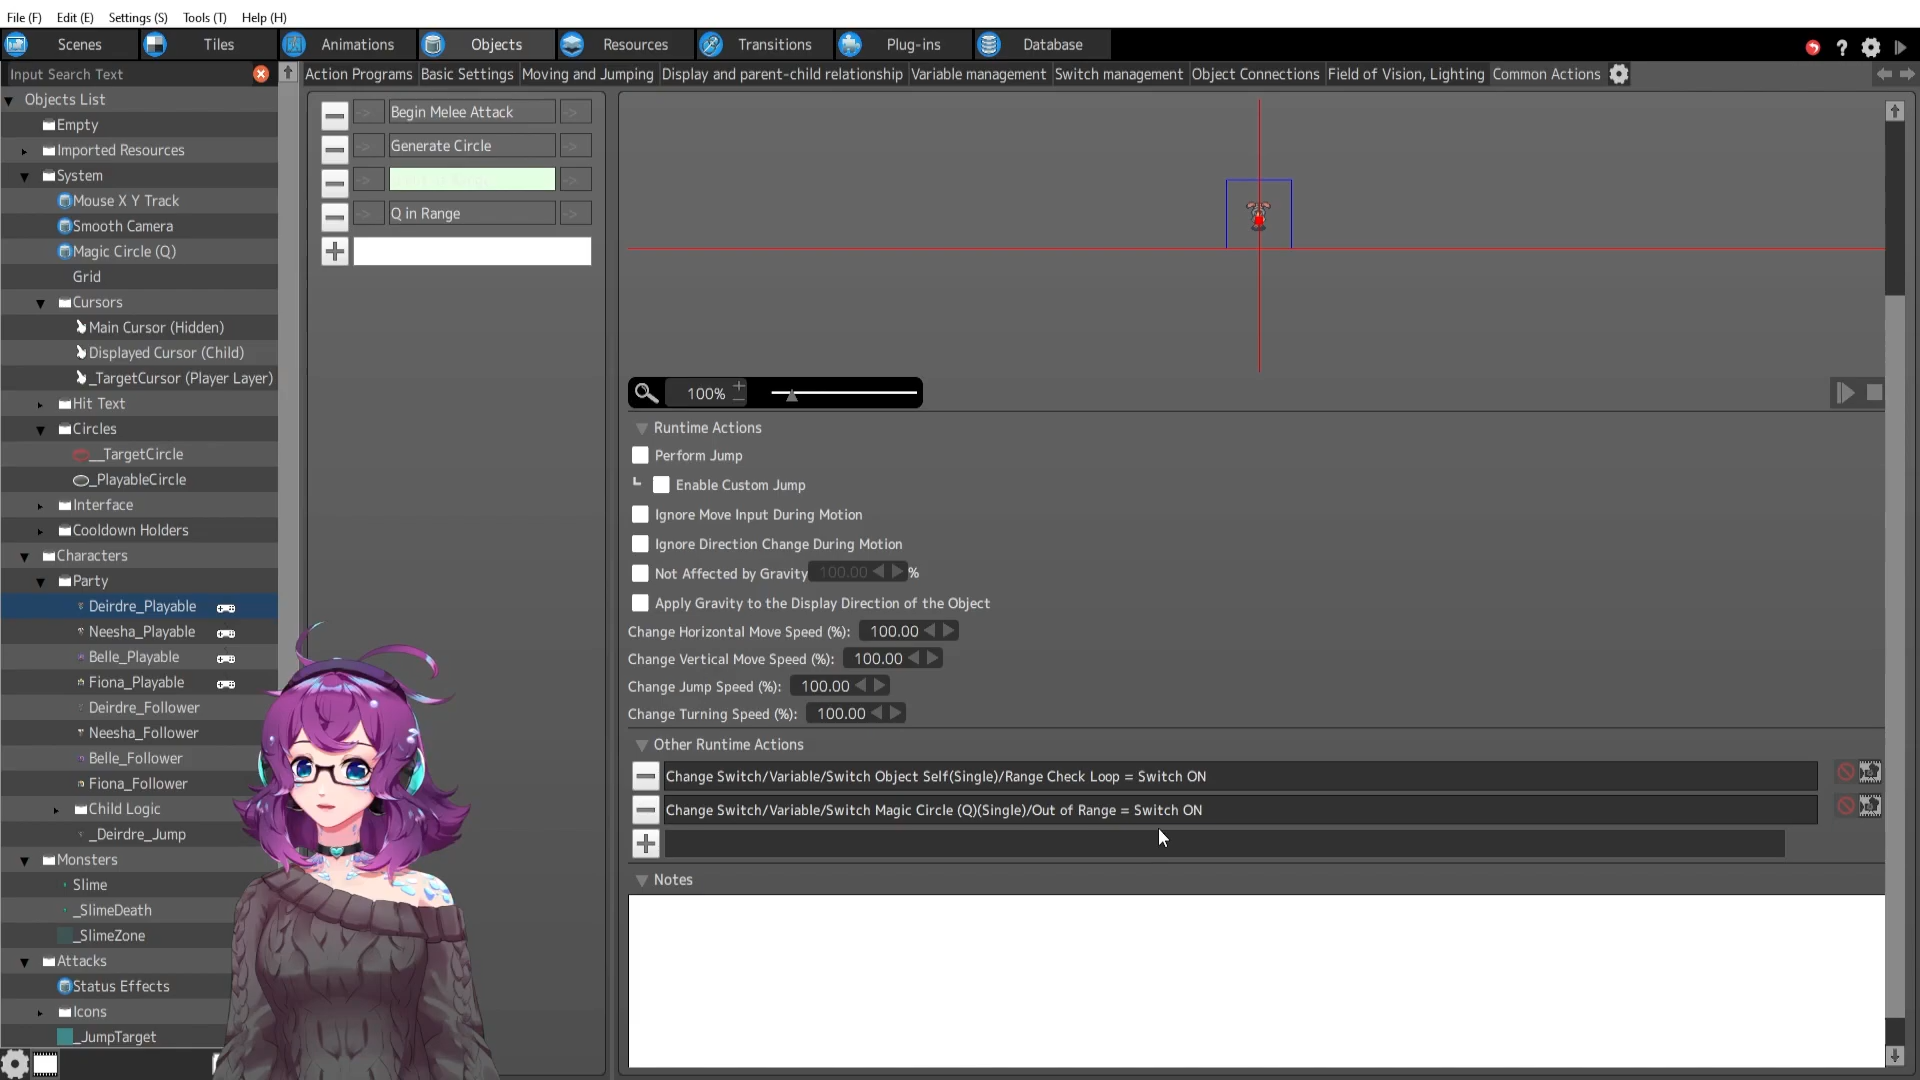 File (F) Edit (E) Settings (S) Tools (T) Help (H)
Scenes Tiles Animations Objects Resources Transitions Plug-ins Database
Input Search Text
Action Programs Basic Settings Moving and Jumping Display and parent-child relationship Variable management Switch management Object Connections Field of Vision, Lighting Common Actions
Objects List
Empty
Imported Resources
System
Mouse X Y Track
Smooth Camera
Magic Circle (Q)
Grid
Cursors
Main Cursor (Hidden)
Displayed Cursor (Child)
_TargetCursor (Player Layer)
Hit Text
Circles
__TargetCircle
_PlayableCircle
Interface
Cooldown Holders
Characters
Party
Deirdre_Playable
Neesha_Playable
Belle_Playable
Fiona_Playable
Deirdre_Follower
Neesha_Follower
Belle_Follower
Fiona_Follower
Child Logic
_Deirdre_Jump
Monsters
Slime
_SlimeDeath
_SlimeZone
Attacks
Status Effects
Icons
_JumpTarget
-> Begin Melee Attack ->
-> Generate Circle ->
-> ->
-> Q in Range ->
100%
Runtime Actions
Perform Jump
Enable Custom Jump
Ignore Move Input During Motion
Ignore Direction Change During Motion
Not Affected by Gravity 100.00 %
Apply Gravity to the Display Direction of the Object
Change Horizontal Move Speed (%): 100.00
Change Vertical Move Speed (%): 100.00
Change Jump Speed (%): 100.00
Change Turning Speed (%): 100.00
Other Runtime Actions
Change Switch/Variable/Switch Object Self(Single)/Range Check Loop = Switch ON
Change Switch/Variable/Switch Magic Circle (Q)(Single)/Out of Range = Switch ON
Notes